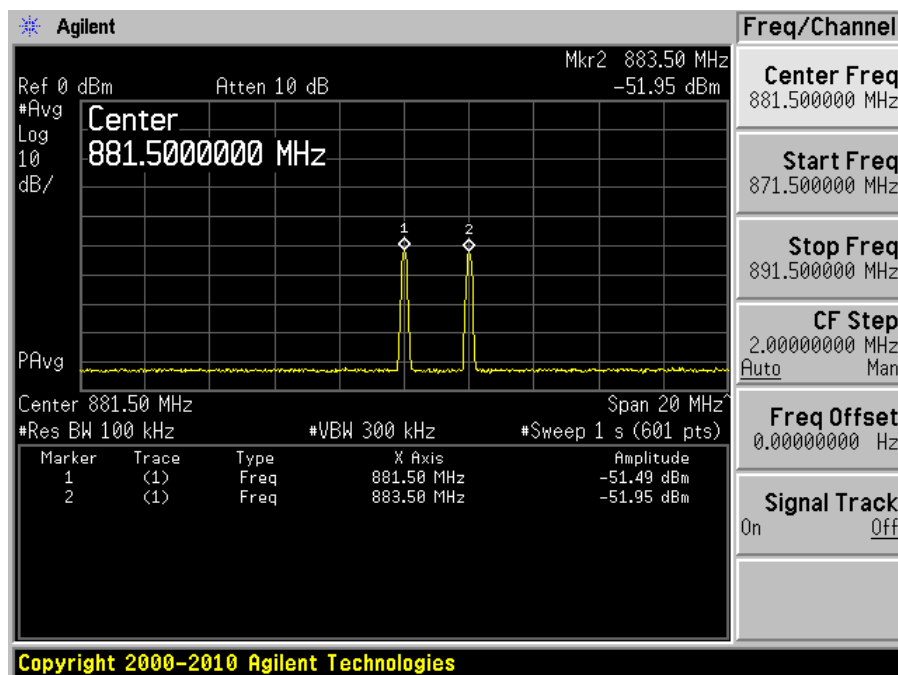 Agilent
Freq/Channel
Mkr2 883.50 MHz
Ref 0 dBm Atten 10 dB -51.95 dBm
#Avg
Log
10
dB/
Center
881.5000000 MHz
1
2
PAvg
Center 881.50 MHz Span 20 MHz^
#Res BW 100 kHz #VBW 300 kHz #Sweep 1 s (601 pts)
Marker Trace Type X Axis Amplitude
1 (1) Freq 881.50 MHz -51.49 dBm
2 (1) Freq 883.50 MHz -51.95 dBm
Center Freq
881.500000 MHz
Start Freq
871.500000 MHz
Stop Freq
891.500000 MHz
CF Step
2.00000000 MHz
Auto Man
Freq Offset
0.00000000 Hz
Signal Track
On Off
Copyright 2000-2010 Agilent Technologies